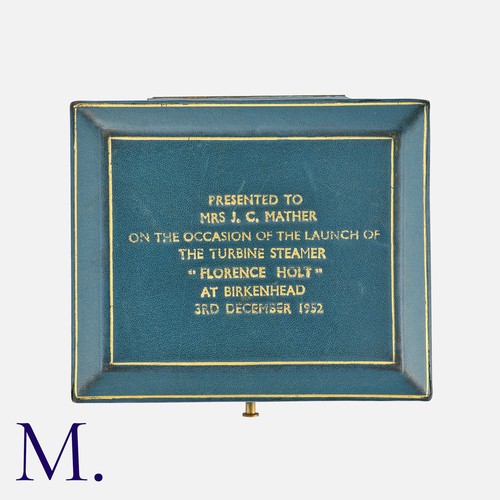 PRESENTED TO
MRS J. C. MATHER
ON THE OCCASION OF THE LAUNCH OF
THE TURBINE STEAMER
"FLORENCE HOLT"
AT BIRKENHEAD
3RD DECEMBER 1952
M.